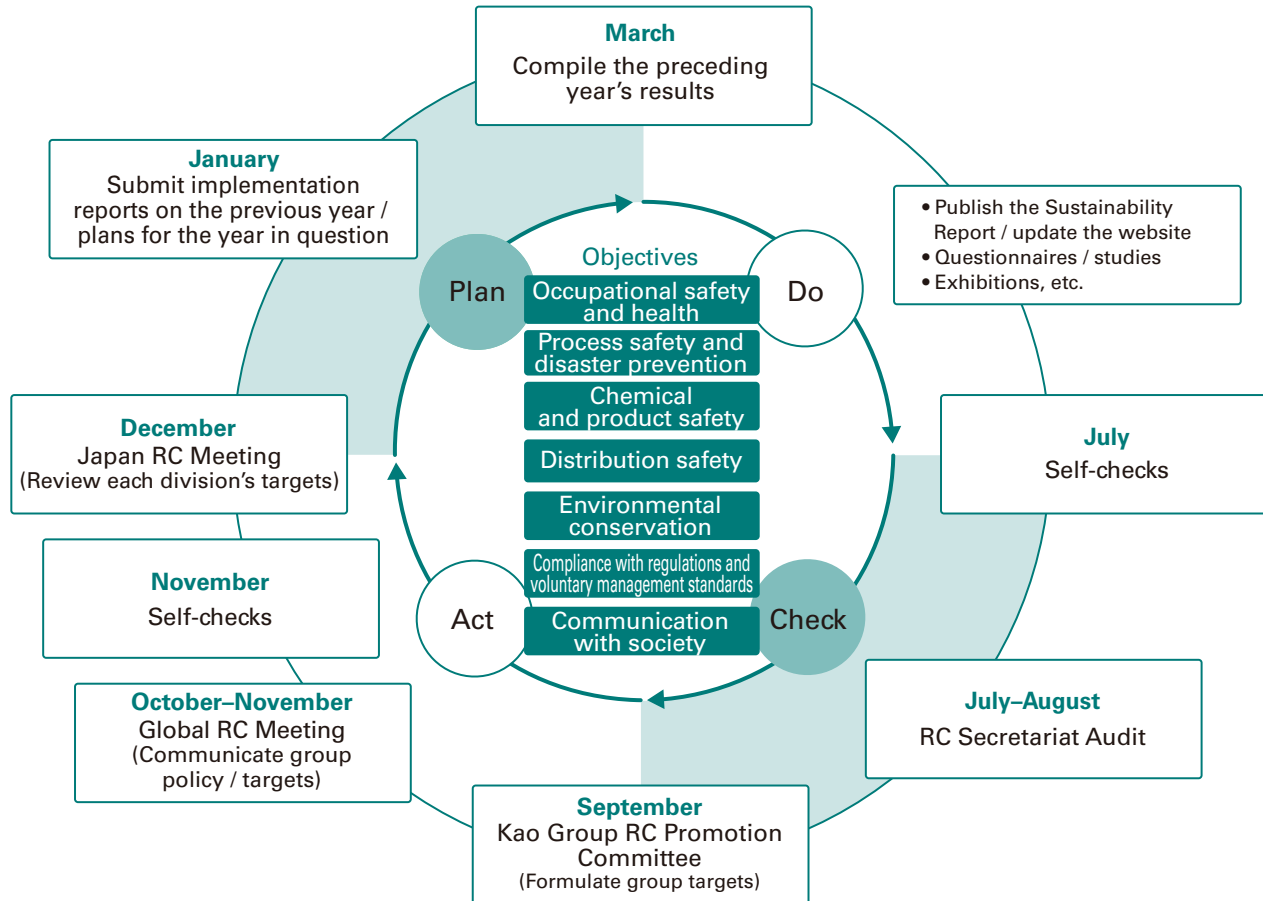 March
Compile the preceding
year's results
January
Submit implementation
reports on the previous year /
plans for the year in question
• Publish the Sustainability
Report / update the website
• Questionnaires / studies
• Exhibitions, etc.
Objectives
Plan
Do
Occupational safety
and health
Process safety and
disaster prevention
Chemical
and product safety
Distribution safety
Environmental
conservation
Compliance with regulations and
voluntary management standards
Communication
with society
Act
Check
December
Japan RC Meeting
(Review each division's targets)
July
Self-checks
November
Self-checks
October–November
Global RC Meeting
(Communicate group
policy / targets)
July–August
RC Secretariat Audit
September
Kao Group RC Promotion
Committee
(Formulate group targets)